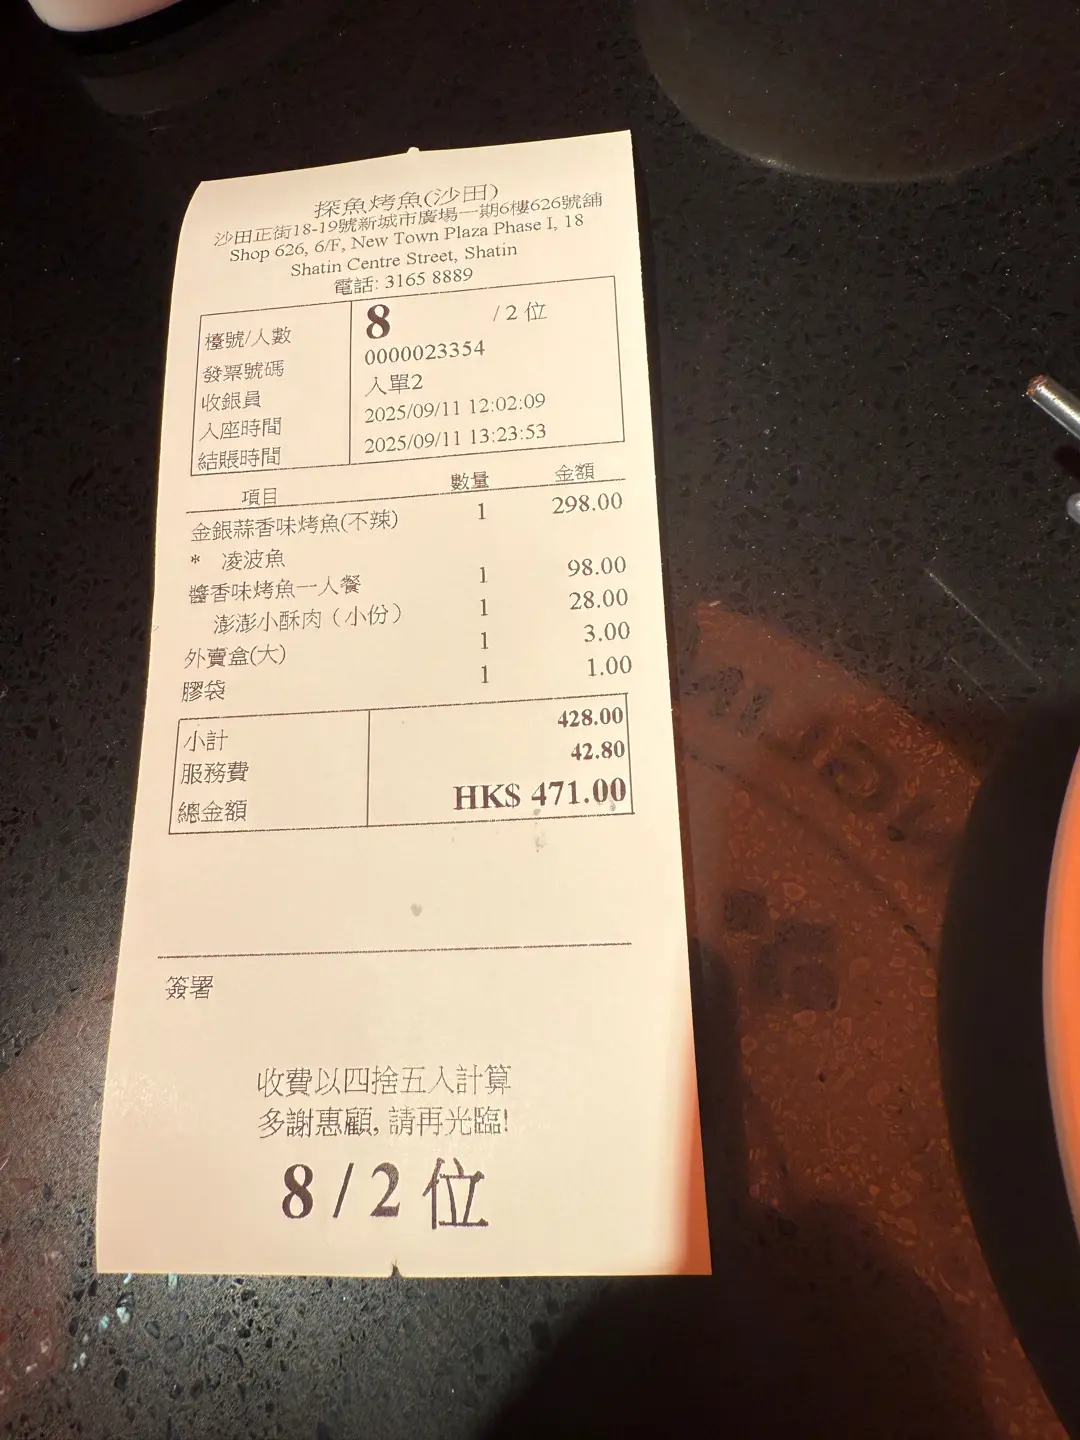 探魚烤魚(沙田)
沙田正街18-19號新城市廣場一期6樓626號舖
Shop 626, 6/F, New Town Plaza Phase I, 18
Shatin Centre Street, Shatin
電話: 3165 8889
檯號/人數 8 / 2 位
發票號碼 0000023354
收銀員 入單2
入座時間 2025/09/11 12:02:09
結賬時間 2025/09/11 13:23:53
項目 數量 金額
金銀蒜香味烤魚(不辣) 1 298.00
* 凌波魚
醬香味烤魚一人餐 1 98.00
澎澎小酥肉（小份） 1 28.00
外賣盒(大) 1 3.00
膠袋 1 1.00
小計 428.00
服務費 42.80
總金額 HK$ 471.00
簽署
收費以四捨五入計算
多謝惠顧, 請再光臨!
8 / 2 位